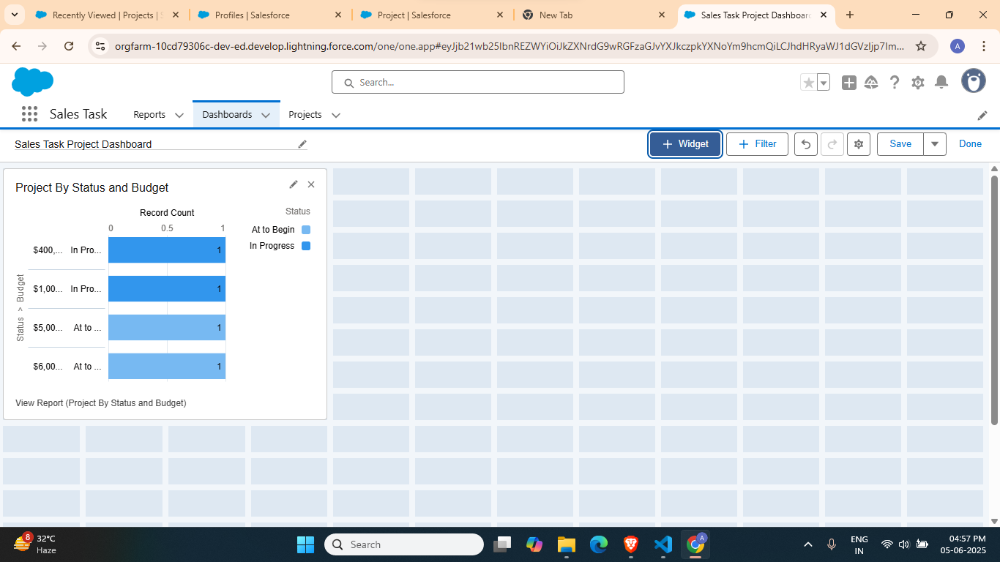 Recently Viewed | Projects | S
Profiles | Salesforce
Project | Salesforce
New Tab
Sales Task Project Dashboard
orgfarm-10cd79306c-dev-ed.develop.lightning.force.com/one/one.app#eyJjb21wb25lbnREZWYiOiJkZXNrdG9wRGFzaGJvYXJkczpkYXNoYm9hcmQiLCJhdHRyaWJ1dGVzIjp7Im...
A
Search...
Sales Task
Reports
Dashboards
Projects
Sales Task Project Dashboard
+ Widget
+ Filter
Save
Done
Project By Status and Budget
Record Count
Status
0 0.5 1
At to Begin
In Progress
$400,... In Pro... 1
$1,00... In Pro... 1
$5,00... At to ... 1
$6,00... At to ... 1
Status > Budget
View Report (Project By Status and Budget)
8
32°C
Haze
Search
A
ENG
IN
04:57 PM
05-06-2025